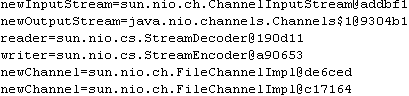 newInputStream=sun.nio.ch.ChannelInputStream@addbf1
newOutputStream=java.nio.channels.Channels$1@9304b1
reader=sun.nio.cs.StreamDecoder@190d11
writer=sun.nio.cs.StreamEncoder@a90653
newChannel=sun.nio.ch.FileChannelImpl@de6ced
newChannel=sun.nio.ch.FileChannelImpl@c17164